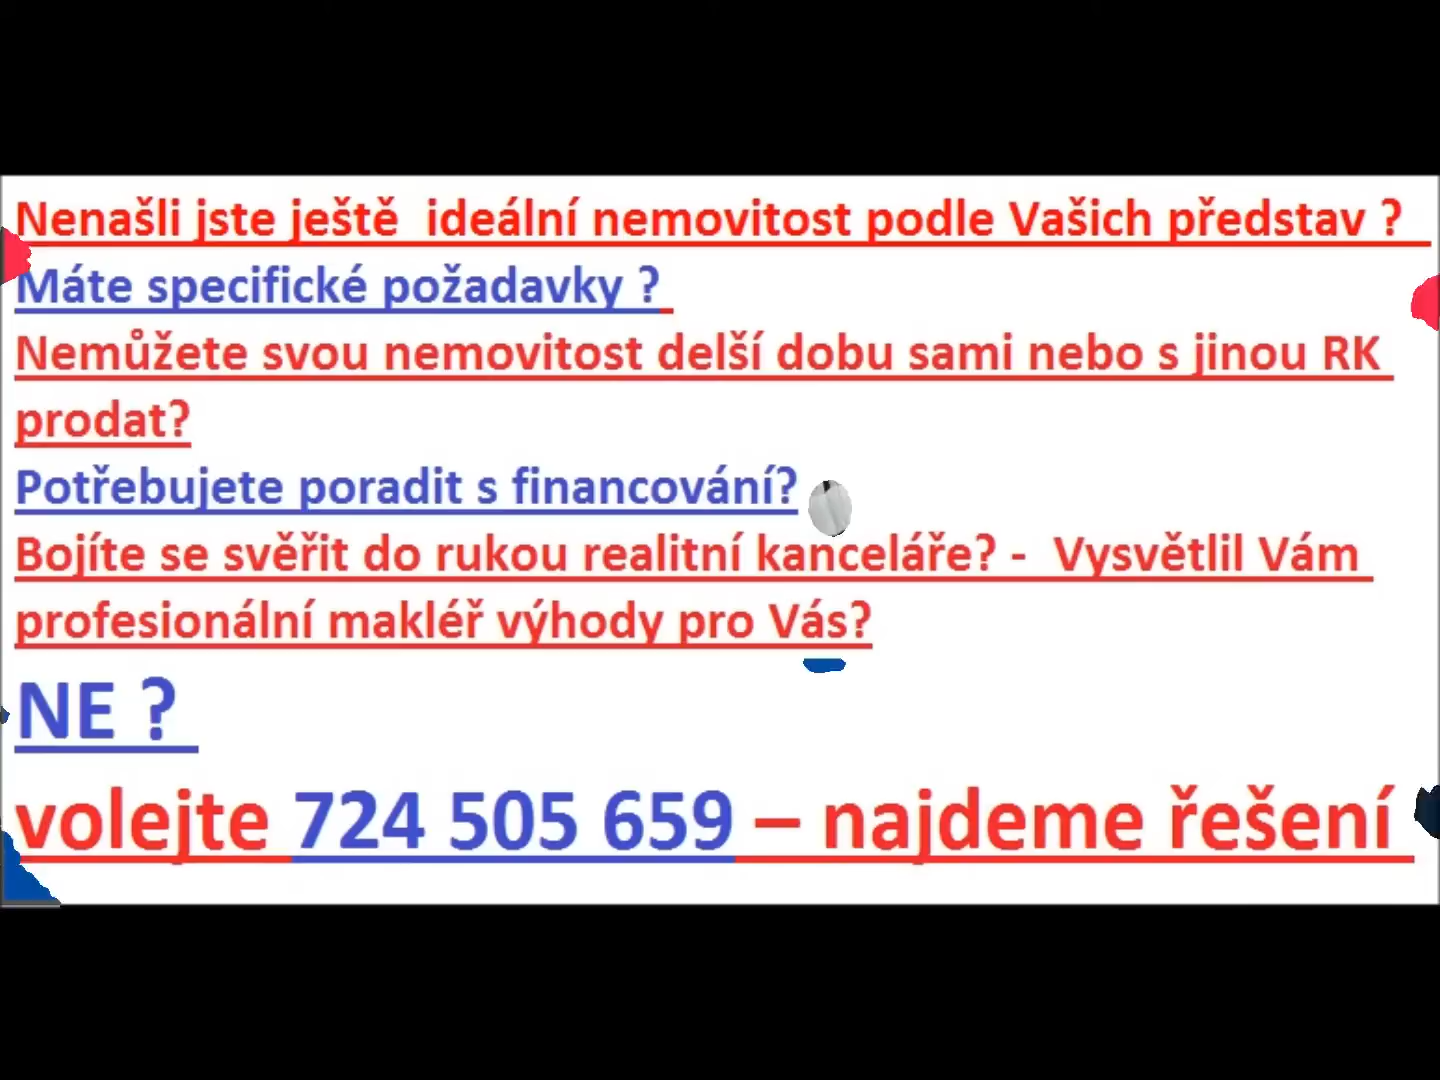 Nenašli jste ještě  ideální nemovitost podle Vašich představ ?
Máte specifické požadavky ?
Nemůžete svou nemovitost delší dobu sami nebo s jinou RK
prodat?
Potřebujete poradit s financování?
Bojíte se svěřit do rukou realitní kanceláře? -  Vysvětlil Vám
profesionální makléř výhody pro Vás?
NE ?
volejte 724 505 659 – najdeme řešení